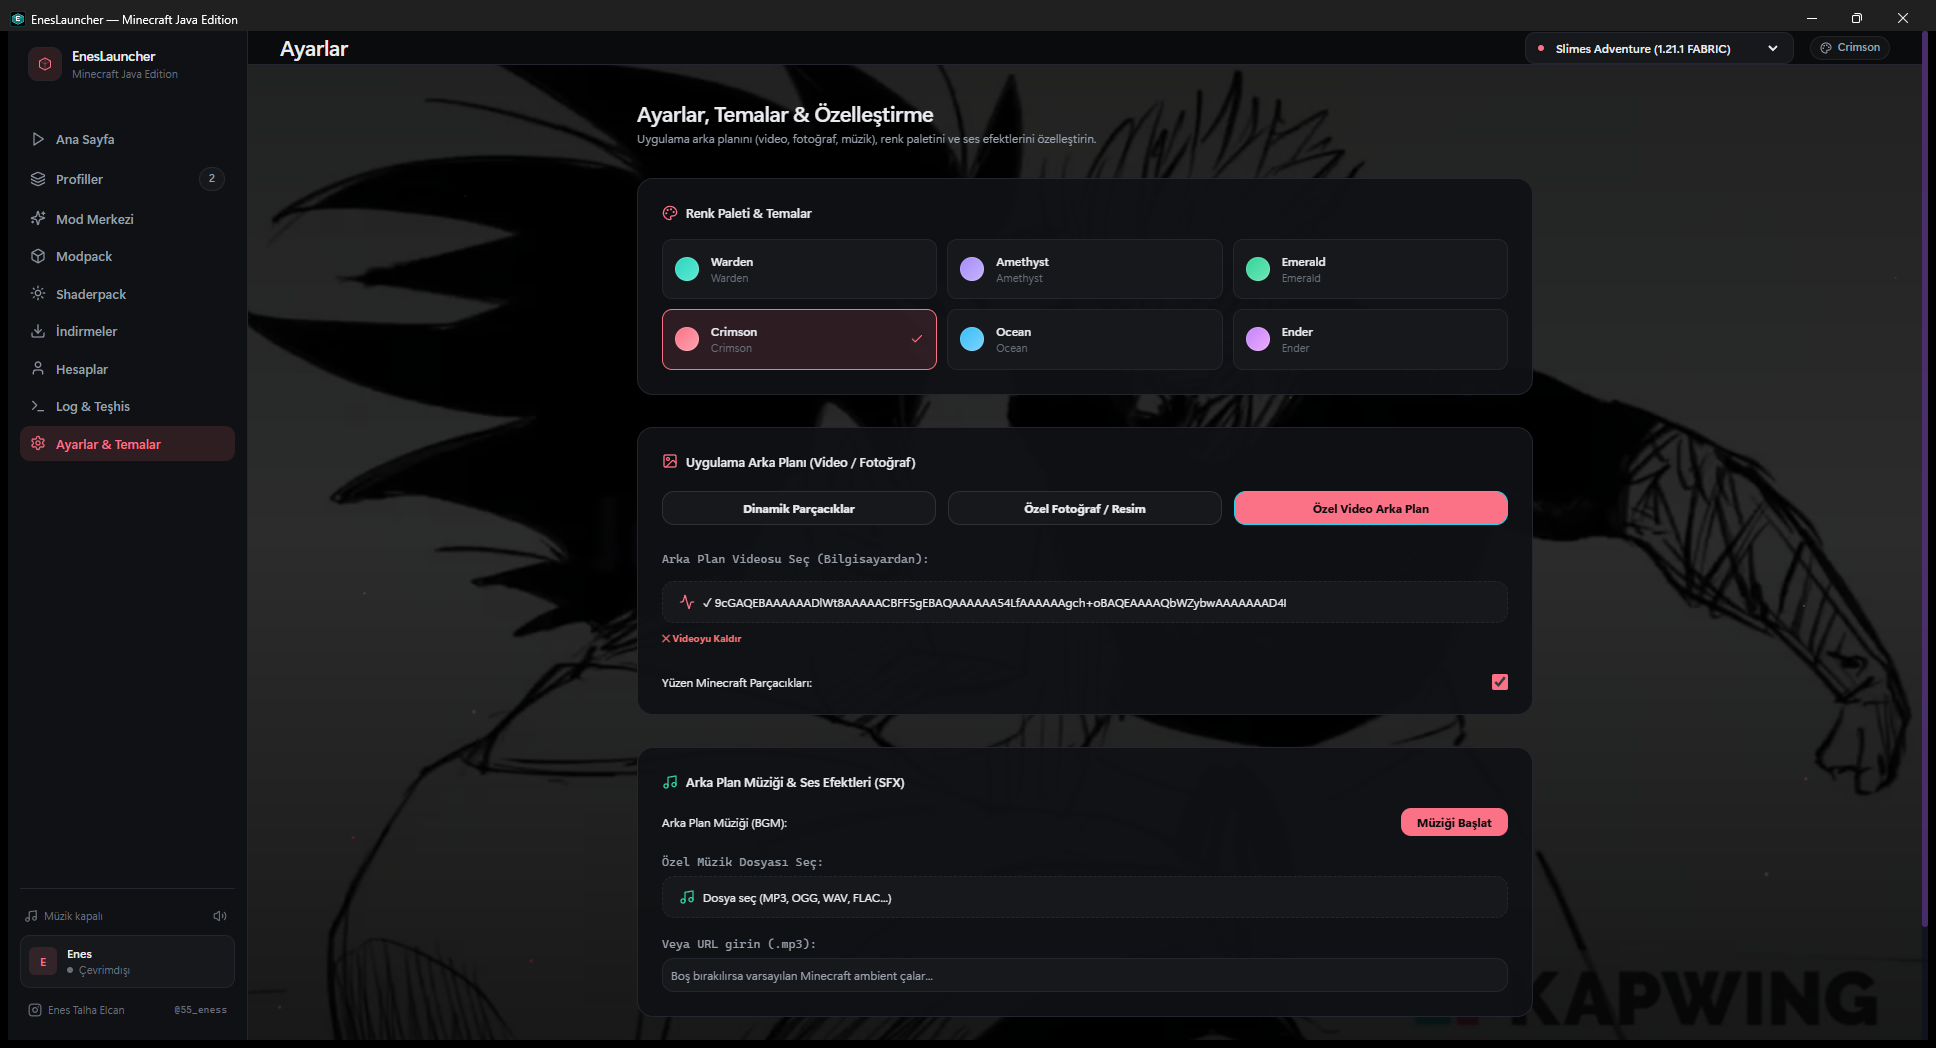 EnesLauncher — Minecraft Java Edition
EnesLauncher
Minecraft Java Edition
Ayarlar
Slimes Adventure (1.21.1 FABRIC)
Crimson
Ana Sayfa
Profiller
2
Mod Merkezi
Modpack
Shaderpack
İndirmeler
Hesaplar
Log & Teşhis
Ayarlar & Temalar
Müzik kapalı
E
Enes
Çevrimdışı
Enes Talha Elcan
@55_eness
Ayarlar, Temalar & Özelleştirme
Uygulama arka planını (video, fotoğraf, müzik), renk paletini ve ses efektlerini özelleştirin.
Renk Paleti & Temalar
Warden
Warden
Amethyst
Amethyst
Emerald
Emerald
Crimson
Crimson
Ocean
Ocean
Ender
Ender
Uygulama Arka Planı (Video / Fotoğraf)
Dinamik Parçacıklar
Özel Fotoğraf / Resim
Özel Video Arka Plan
Arka Plan Videosu Seç (Bilgisayardan):
✓ 9cGAQEBAAAAAADlWt8AAAAACBFF5gEBAQAAAAAA54LfAAAAAAgch+oBAQEAAAAQbWZybwAAAAAAAD4I
✕ Videoyu Kaldır
Yüzen Minecraft Parçacıkları:
Arka Plan Müziği & Ses Efektleri (SFX)
Arka Plan Müziği (BGM):
Müziği Başlat
Özel Müzik Dosyası Seç:
Dosya seç (MP3, OGG, WAV, FLAC...)
Veya URL girin (.mp3):
Boş bırakılırsa varsayılan Minecraft ambient çalar...
KAPWING